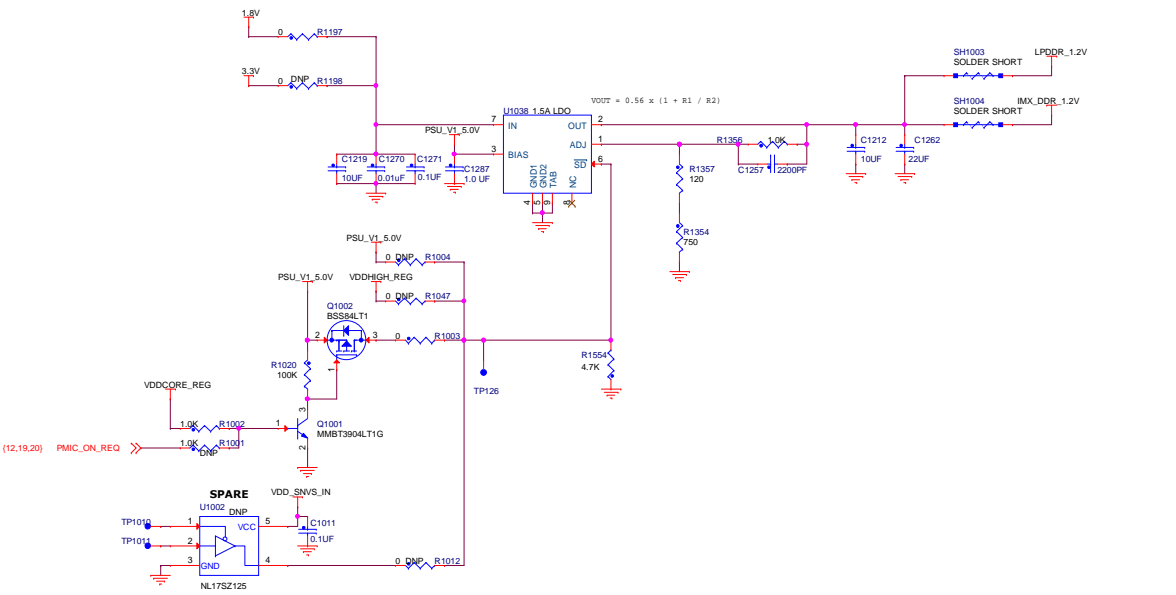 1.8V
0 R1197
3.3V
0 DNP R1198
VOUT = 0.56 x (1 + R1 / R2)
U1038 1.5A LDO
7 IN
OUT 2
ADJ 1
PSU_V1_5.0V
3 BIAS
SD 6
GND1
GND2
TAB
NC
4
5
9
8
C1219
10UF
C1270
0.01uF
C1271
0.1UF
C1287
1.0 UF
R1356 1.0K
C1257 2200PF
R1357
120
R1354
750
C1212
10UF
C1262
22UF
SH1003
SOLDER SHORT
LPDDR_1.2V
SH1004
SOLDER SHORT
IMX_DDR_1.2V
PSU_V1_5.0V
0 DNP R1004
VDDHIGH_REG
0 DNP R1047
PSU_V1_5.0V
Q1002
BSS84LT1
2
3
1
0 R1003
TP126
R1554
4.7K
R1020
100K
VDDCORE_REG
1.0K R1002
1.0K R1001
DNP
(12,19,20) PMIC_ON_REQ
1
3
2
Q1001
MMBT3904LT1G
SPARE
U1002
DNP
VDD_SNVS_IN
TP1010 1
TP1011 2
3 GND
VCC 5
4
C1011
0.1UF
0 DNP R1012
NL17SZ125